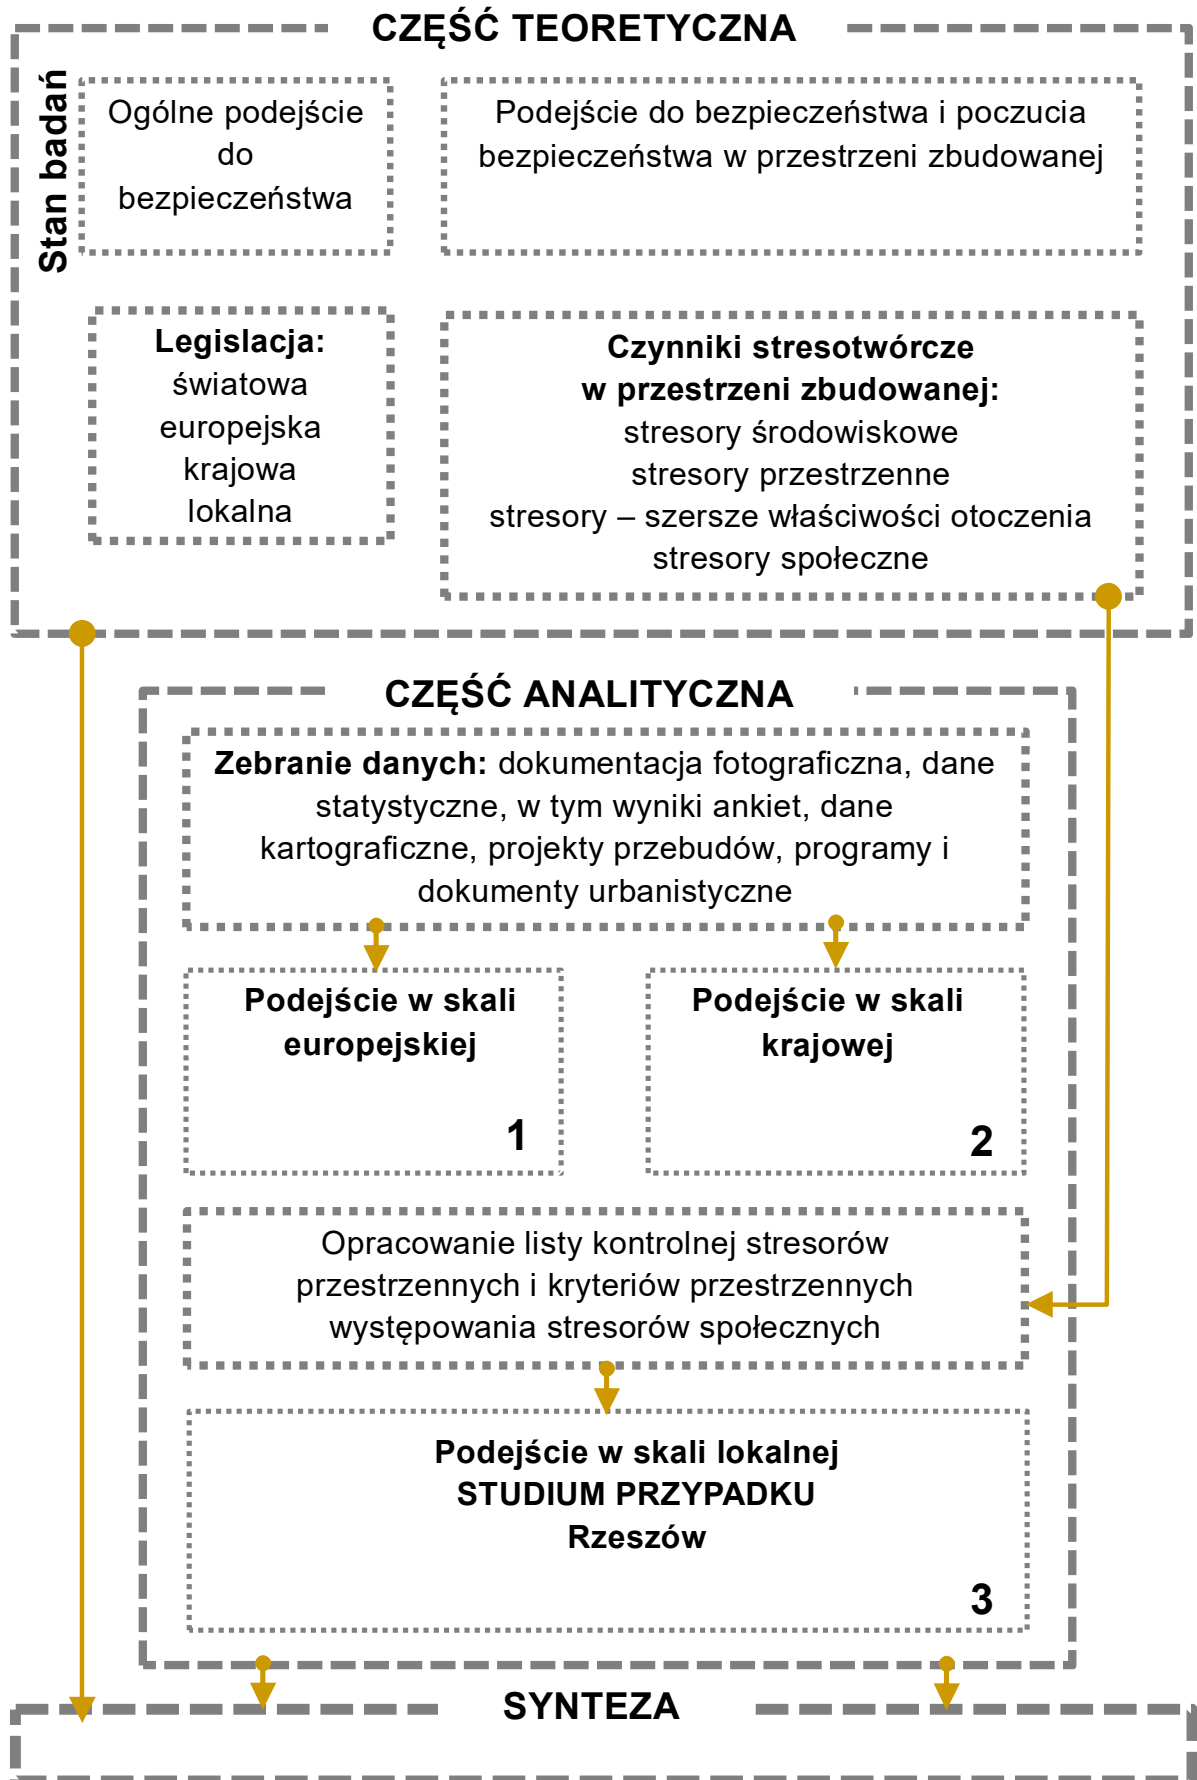 CZĘŚĆ TEORETYCZNA
Stan badań
Ogólne podejście
do
bezpieczeństwa
Podejście do bezpieczeństwa i poczucia
bezpieczeństwa w przestrzeni zbudowanej
Legislacja:
światowa
europejska
krajowa
lokalna
Czynniki stresotwórcze
w przestrzeni zbudowanej:
stresory środowiskowe
stresory przestrzenne
stresory – szersze właściwości otoczenia
stresory społeczne
CZĘŚĆ ANALITYCZNA
Zebranie danych: dokumentacja fotograficzna, dane
statystyczne, w tym wyniki ankiet, dane
kartograficzne, projekty przebudów, programy i
dokumenty urbanistyczne
Podejście w skali
europejskiej
1
Podejście w skali
krajowej
2
Opracowanie listy kontrolnej stresorów
przestrzennych i kryteriów przestrzennych
występowania stresorów społecznych
Podejście w skali lokalnej
STUDIUM PRZYPADKU
Rzeszów
3
SYNTEZA